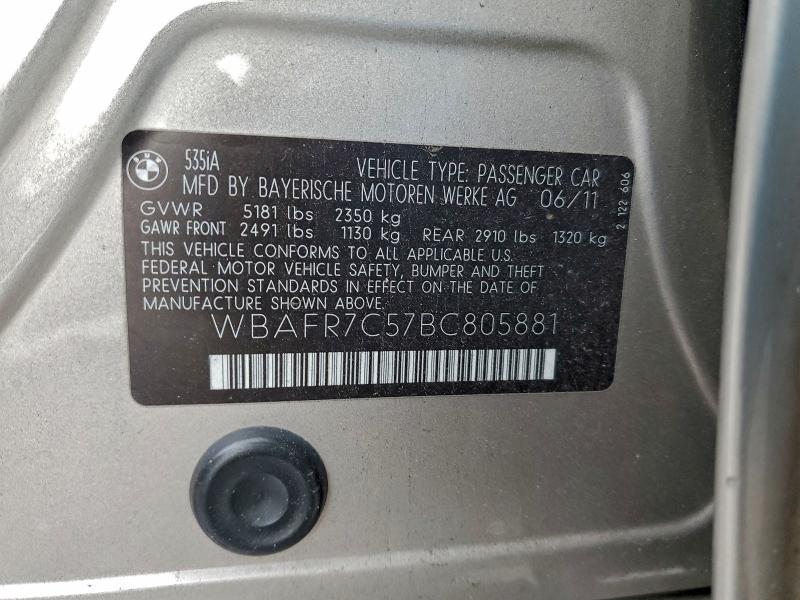 BMW
535iA
VEHICLE TYPE: PASSENGER CAR
MFD BY BAYERISCHE MOTOREN WERKE AG 06/11
GVWR 5181 lbs 2350 kg
GAWR FRONT 2491 lbs 1130 kg REAR 2910 lbs 1320 kg
THIS VEHICLE CONFORMS TO ALL APPLICABLE U.S.
FEDERAL MOTOR VEHICLE SAFETY, BUMPER AND THEFT
PREVENTION STANDARDS IN EFFECT ON THE DATE OF
MANUFACTURE SHOWN ABOVE.
WBAFR7C57BC805881
2 122 606